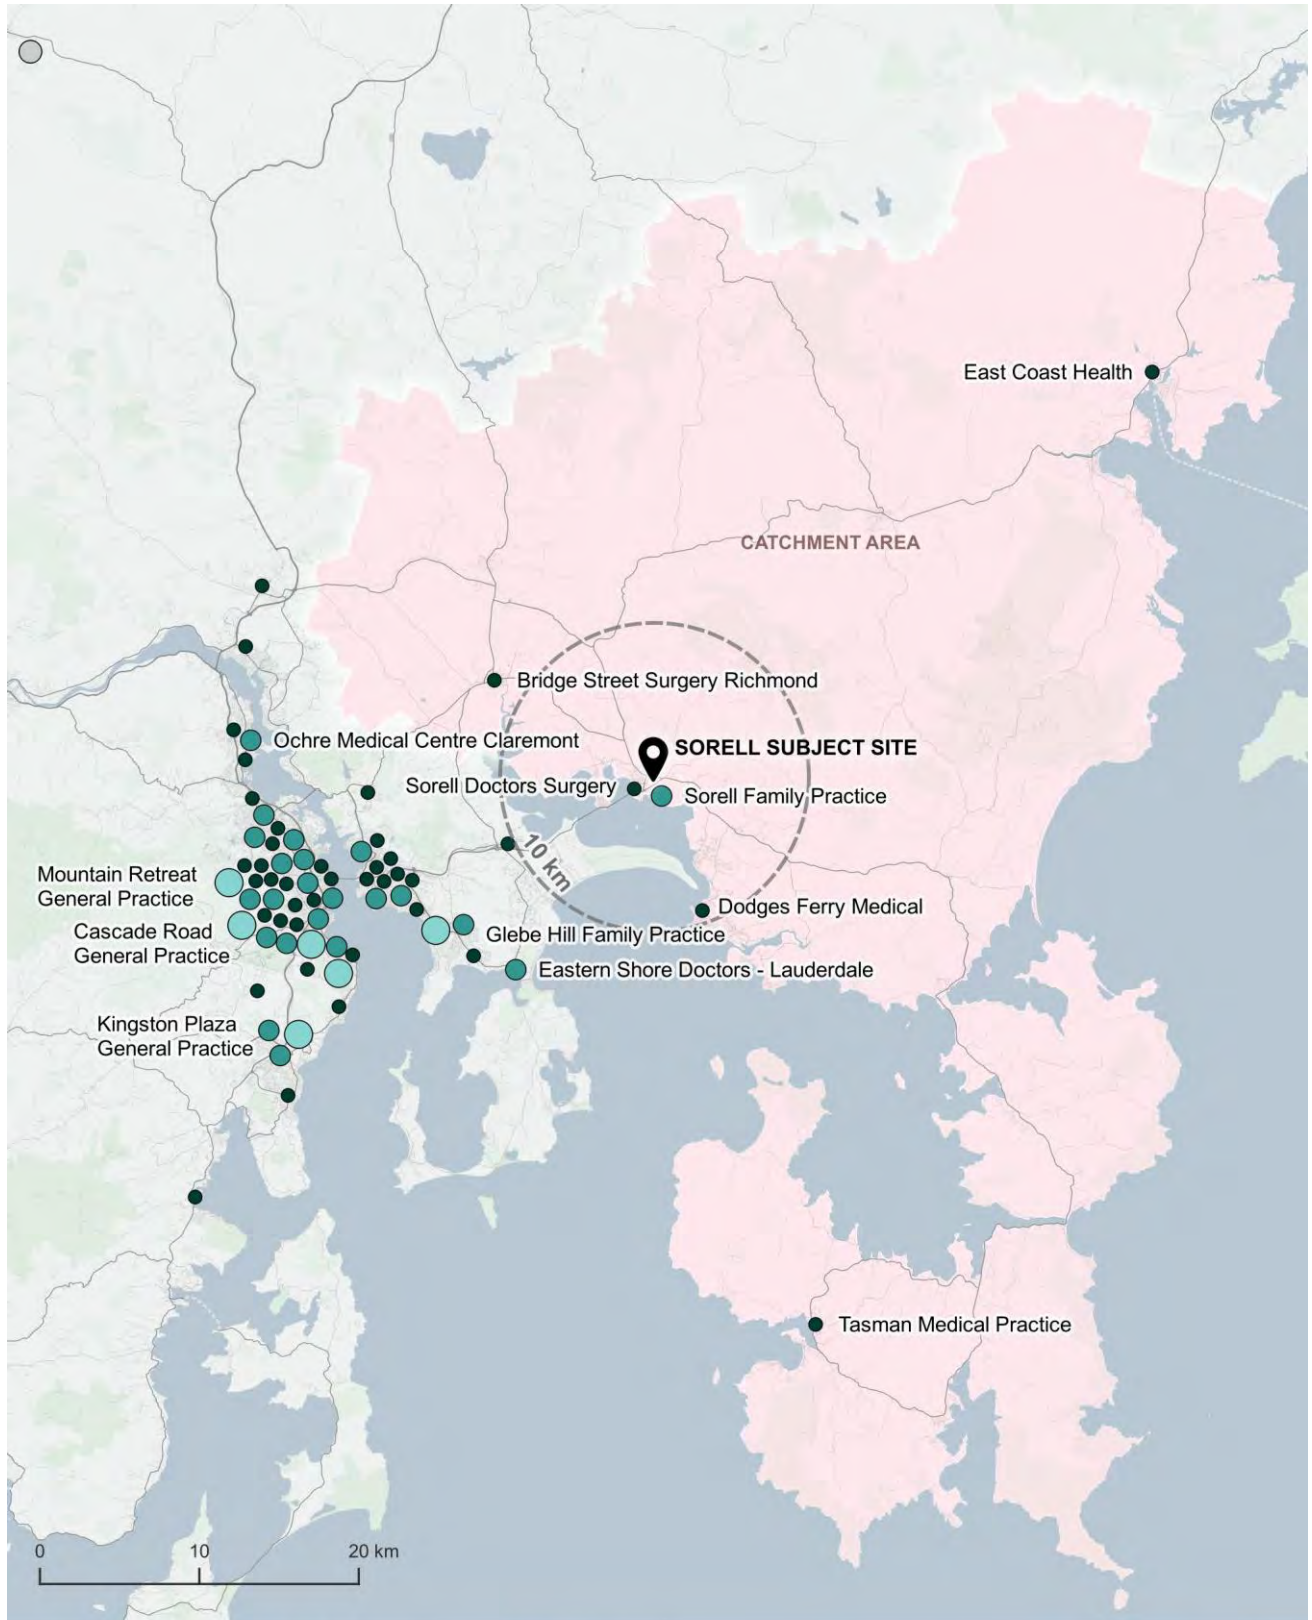 East Coast Health
CATCHMENT AREA
Bridge Street Surgery Richmond
Ochre Medical Centre Claremont
SORELL SUBJECT SITE
Sorell Doctors Surgery
Sorell Family Practice
10 km
Mountain Retreat
General Practice
Dodges Ferry Medical
Cascade Road
General Practice
Glebe Hill Family Practice
Eastern Shore Doctors - Lauderdale
Kingston Plaza
General Practice
Tasman Medical Practice
0 10 20 km